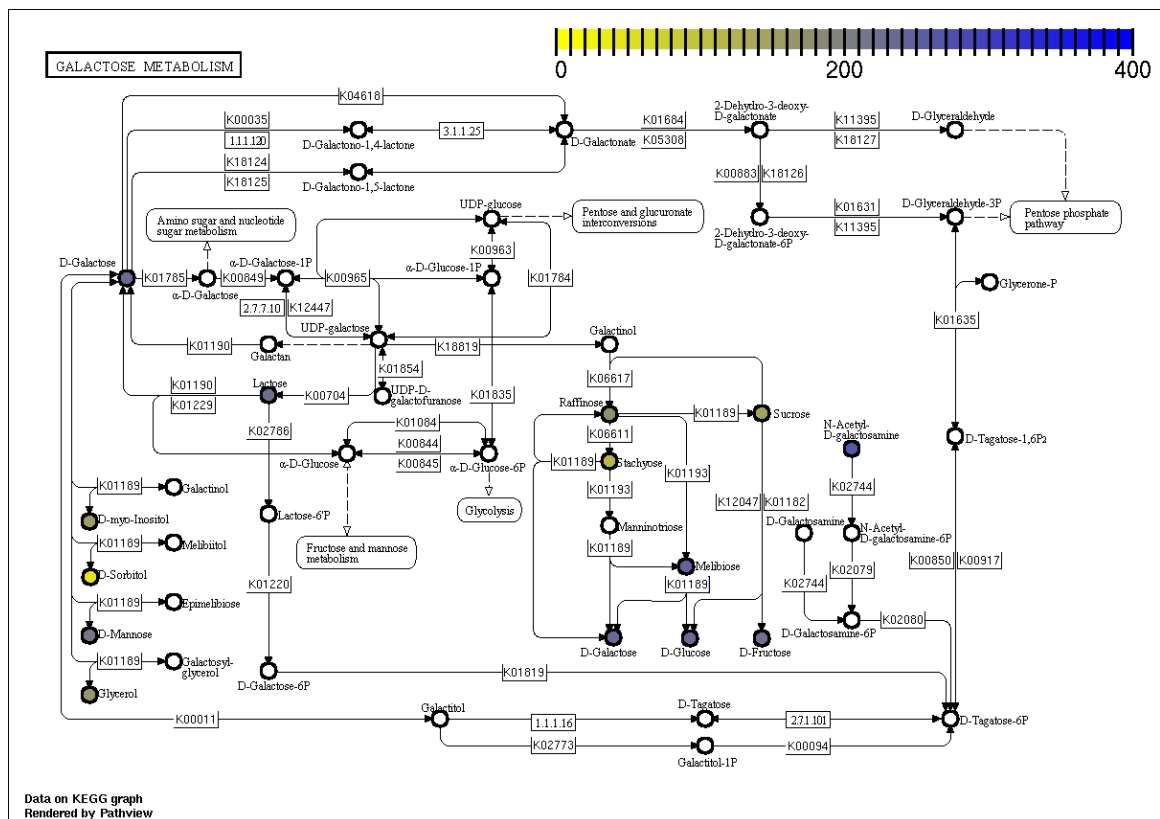 0
200
400
GALACTOSE METABOLISM
K04618
K00035
1.1.1.120
D-Galactono-1,4-lactone
3.1.1.25
D-Galactonate
K01684
K05308
2-Dehydro-3-deoxy-
D-galactonate
K11395
K18127
D-Glyceraldehyde
K18124
K18125
D-Galactono-1,5-lactone
K00883
K18126
Amino sugar and nucleotide
sugar metabolism
UDP-glucose
Pentose and glucuronate
interconversions
2-Dehydro-3-deoxy-
D-galactonate-6P
K01631
K11395
D-Glyceraldehyde-3P
Pentose phosphate
pathway
K00963
D-Galactose
K01785
α-D-Galactose
K00849
α-D-Galactose-1P
K00965
α-D-Glucose-1P
K01784
Glycerone-P
2.7.7.10
K12447
K01635
UDP-galactose
K01190
Galactan
K18819
Galactinol
K01854
UDP-D-
galactofuranose
K01190
K01229
Lactose
K00704
K01835
K06617
K02786
K01084
K00844
K00845
α-D-Glucose
α-D-Glucose-6P
Raffinose
K01189
Sucrose
K06611
K01189
Stachyose
K01193
K01193
N-Acetyl-
D-galactosamine
D-Tagatose-1,6P2
K01189
Galactinol
D-myo-Inositol
Lactose-6'P
Glycolysis
Manninotriose
K12047
K01182
K02744
D-Galactosamine
N-Acetyl-
D-galactosamine-6P
K01189
Melibiitol
D-Sorbitol
Fructose and mannose
metabolism
K01189
Melibiose
K01189
K02744
K02079
K00850
K00917
K01220
K01189
Epimelibiose
D-Mannose
D-Galactose
D-Glucose
D-Fructose
D-Galactosamine-6P
K02080
K01189
Galactosyl-
glycerol
Glycerol
D-Galactose-6P
K01819
K00011
Galactitol
1.1.1.16
D-Tagatose
2.7.1.101
D-Tagatose-6P
K02773
Galactitol-1P
K00094
Data on KEGG graph
Rendered by Pathview